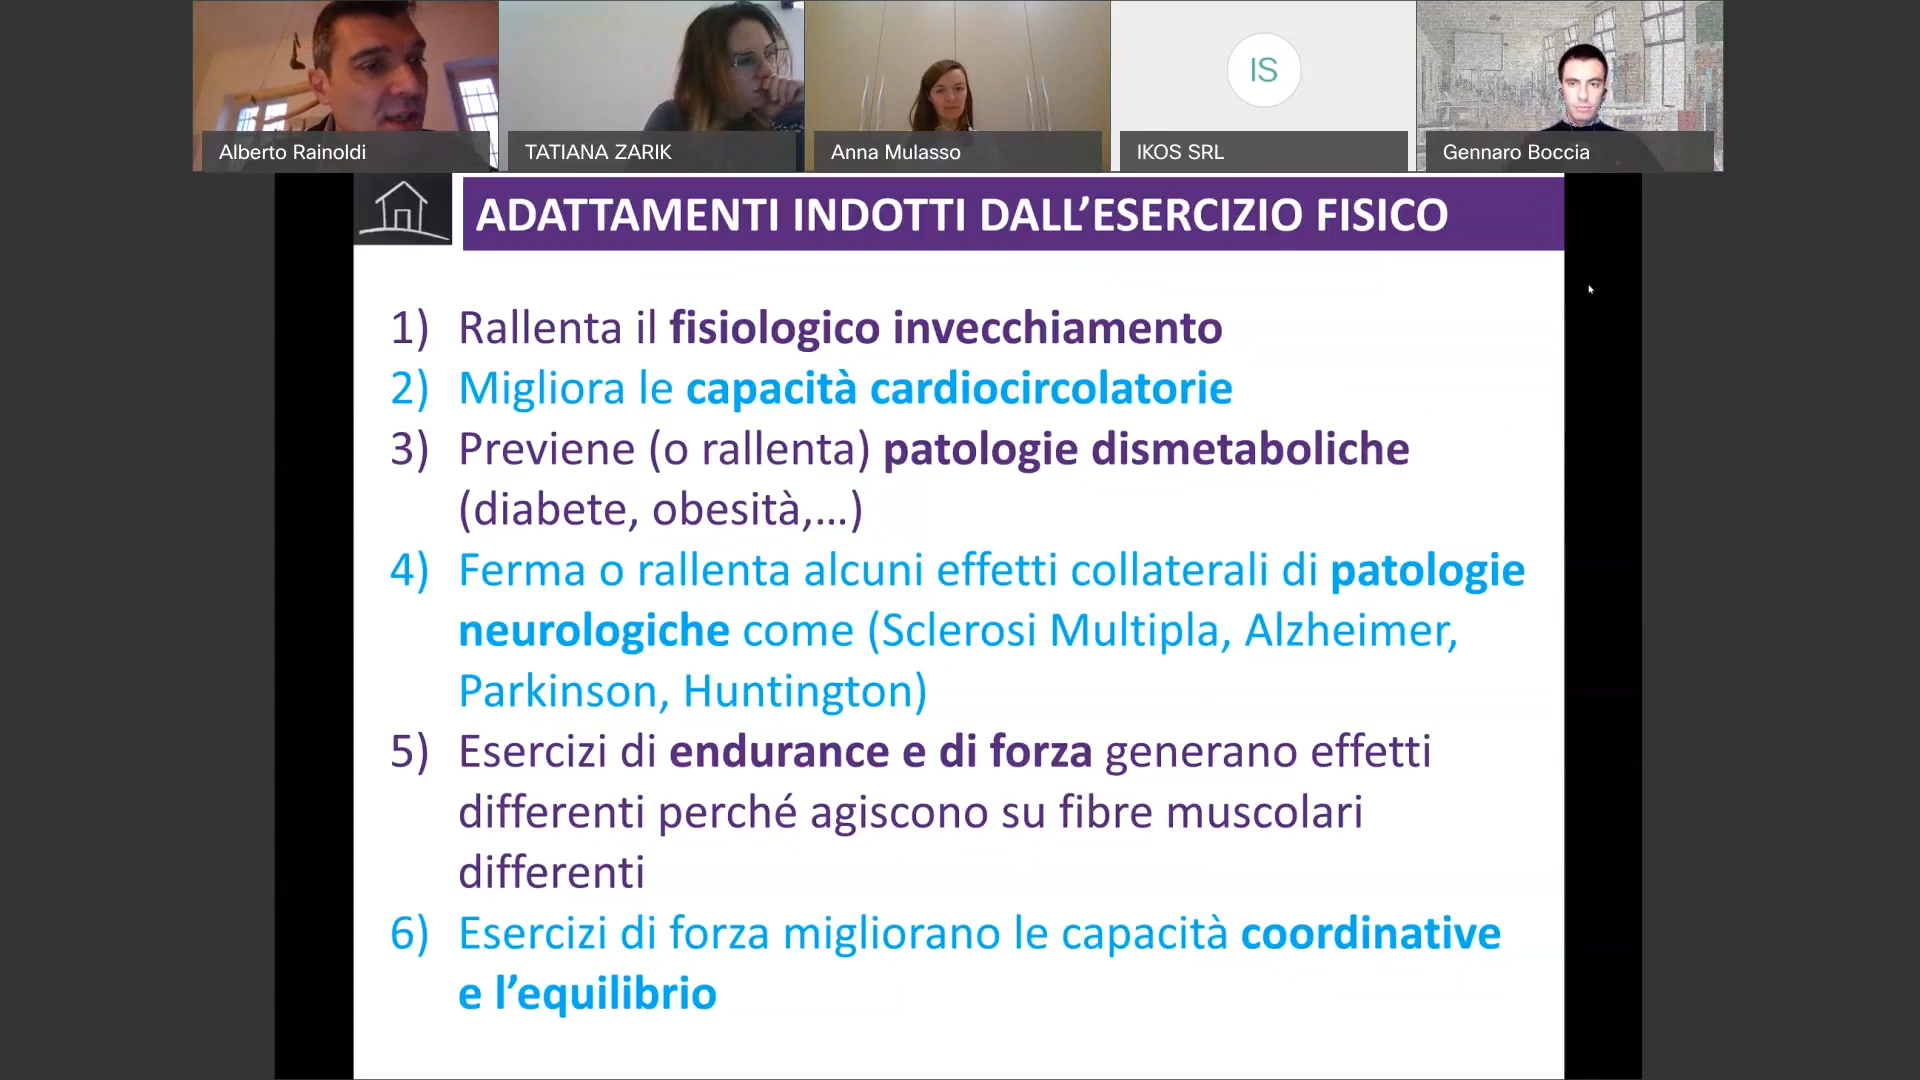 Alberto Rainoldi
TATIANA ZARIK
Anna Mulasso
IS
IKOS SRL
Gennaro Boccia
ADATTAMENTI INDOTTI DALL’ESERCIZIO FISICO
1) Rallenta il fisiologico invecchiamento
2) Migliora le capacità cardiocircolatorie
3) Previene (o rallenta) patologie dismetaboliche
(diabete, obesità,...)
4) Ferma o rallenta alcuni effetti collaterali di patologie
neurologiche come (Sclerosi Multipla, Alzheimer,
Parkinson, Huntington)
5) Esercizi di endurance e di forza generano effetti
differenti perché agiscono su fibre muscolari
differenti
6) Esercizi di forza migliorano le capacità coordinative
e l’equilibrio